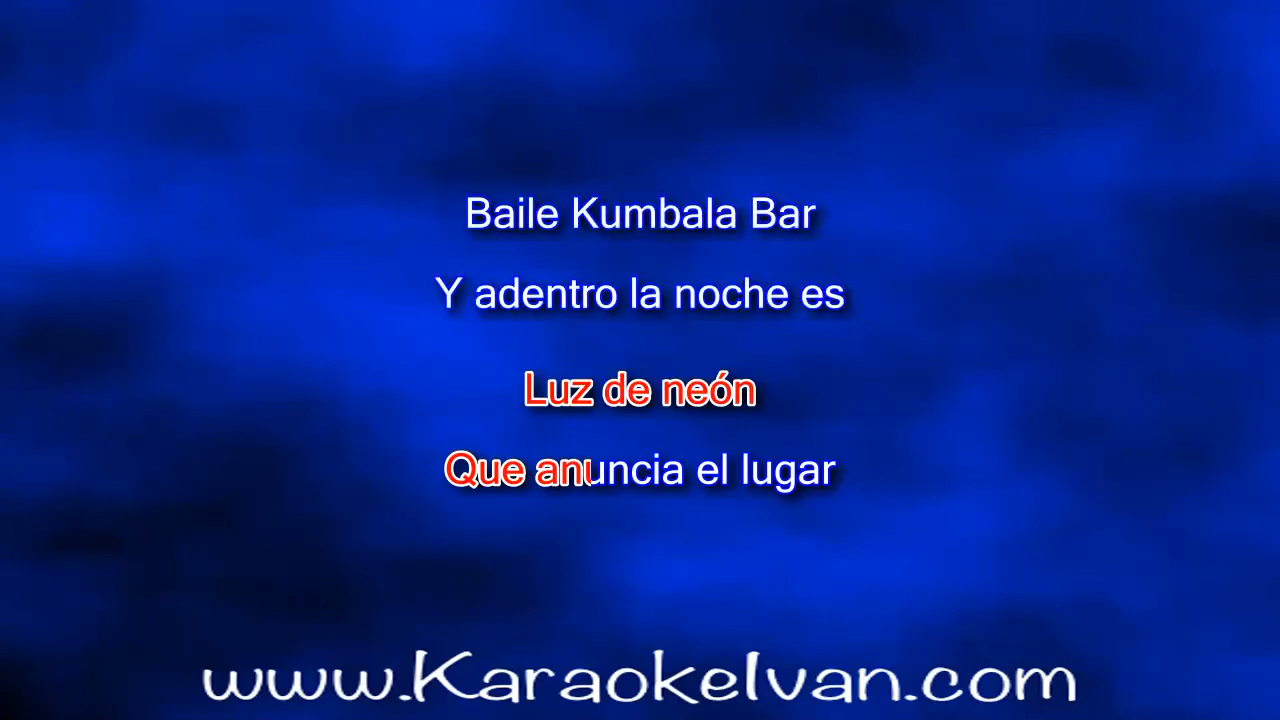 Baile Kumbala Bar
Y adentro la noche es
Luz de neón
Que anuncia el lugar
www.KaraokeIvan.com